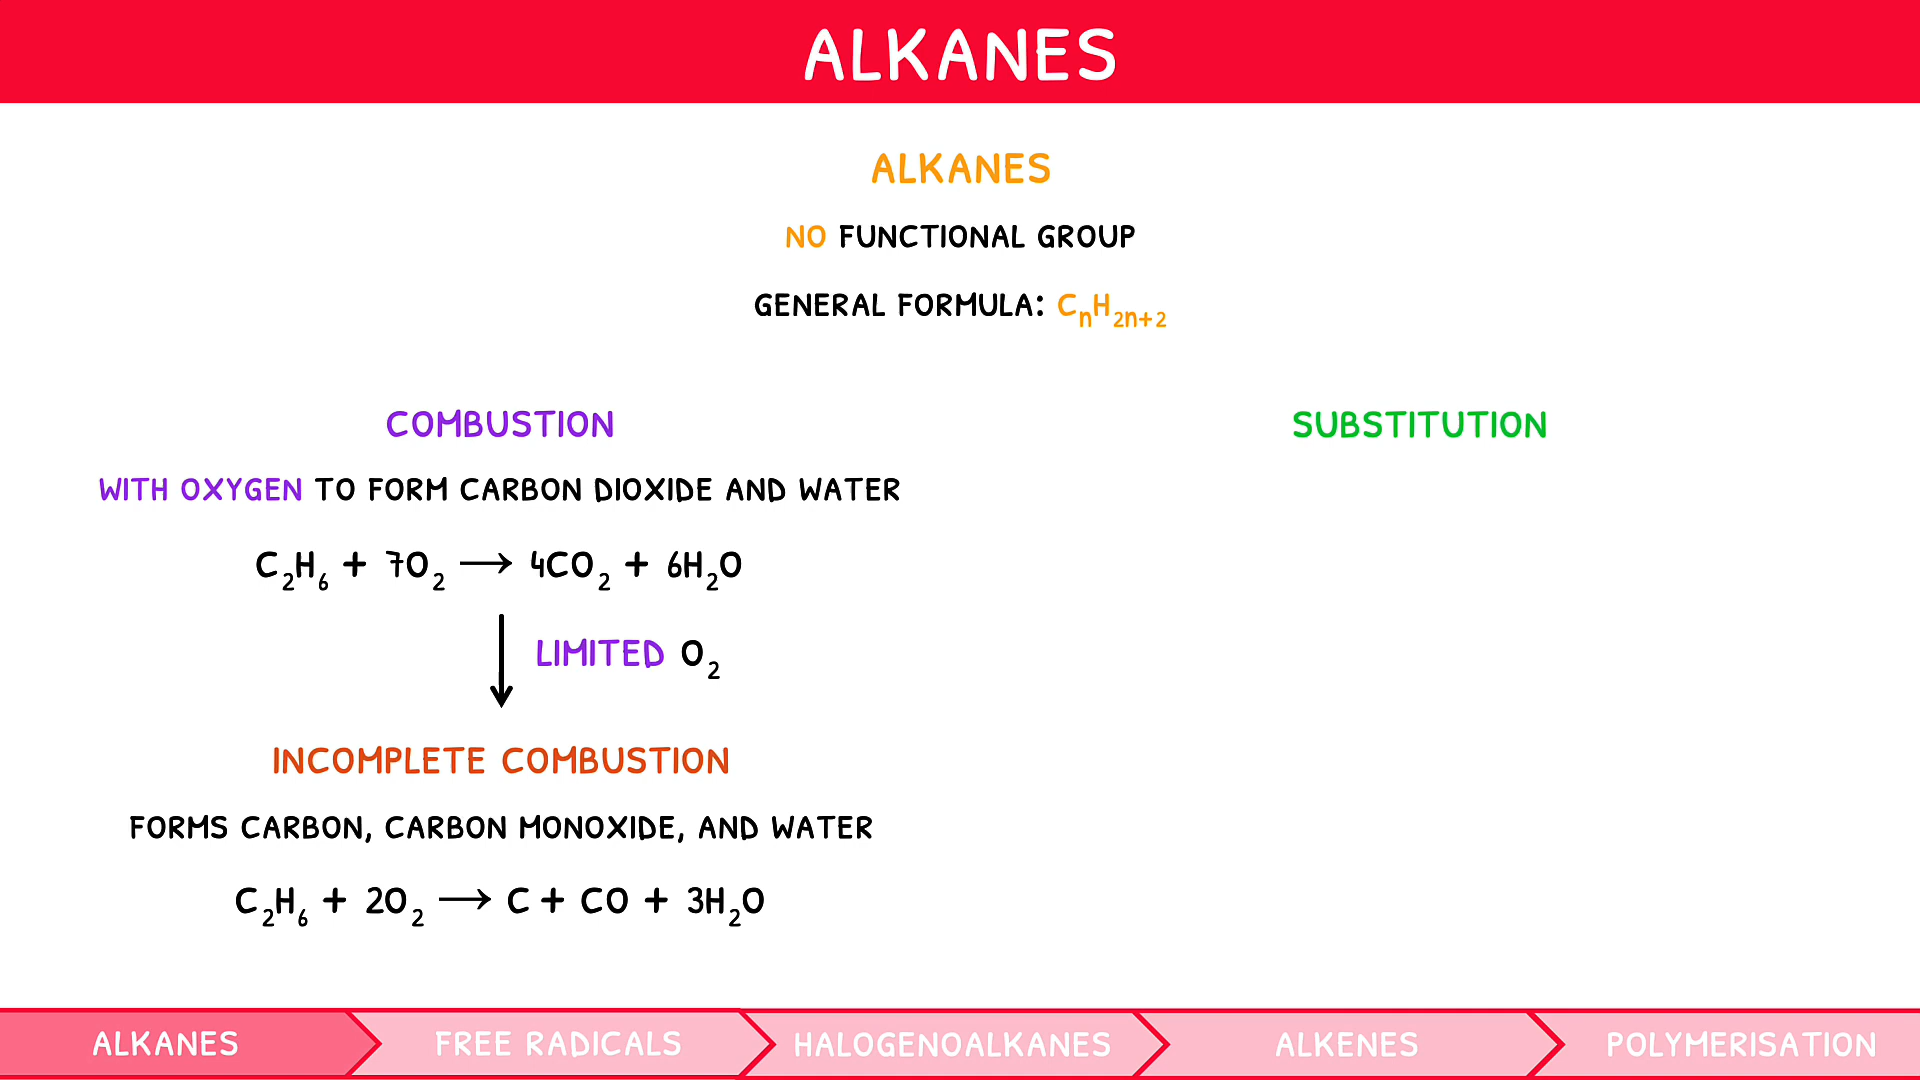 ALKANES
ALKANES
NO FUNCTIONAL GROUP
GENERAL FORMULA: CₙH₂ₙ₊₂
COMBUSTION
WITH OXYGEN TO FORM CARBON DIOXIDE AND WATER
C₂H₆ + 7O₂ ⟶ 4CO₂ + 6H₂O
LIMITED O₂
INCOMPLETE COMBUSTION
FORMS CARBON, CARBON MONOXIDE, AND WATER
C₂H₆ + 2O₂ ⟶ C + CO + 3H₂O
SUBSTITUTION
ALKANES
FREE RADICALS
HALOGENOALKANES
ALKENES
POLYMERISATION